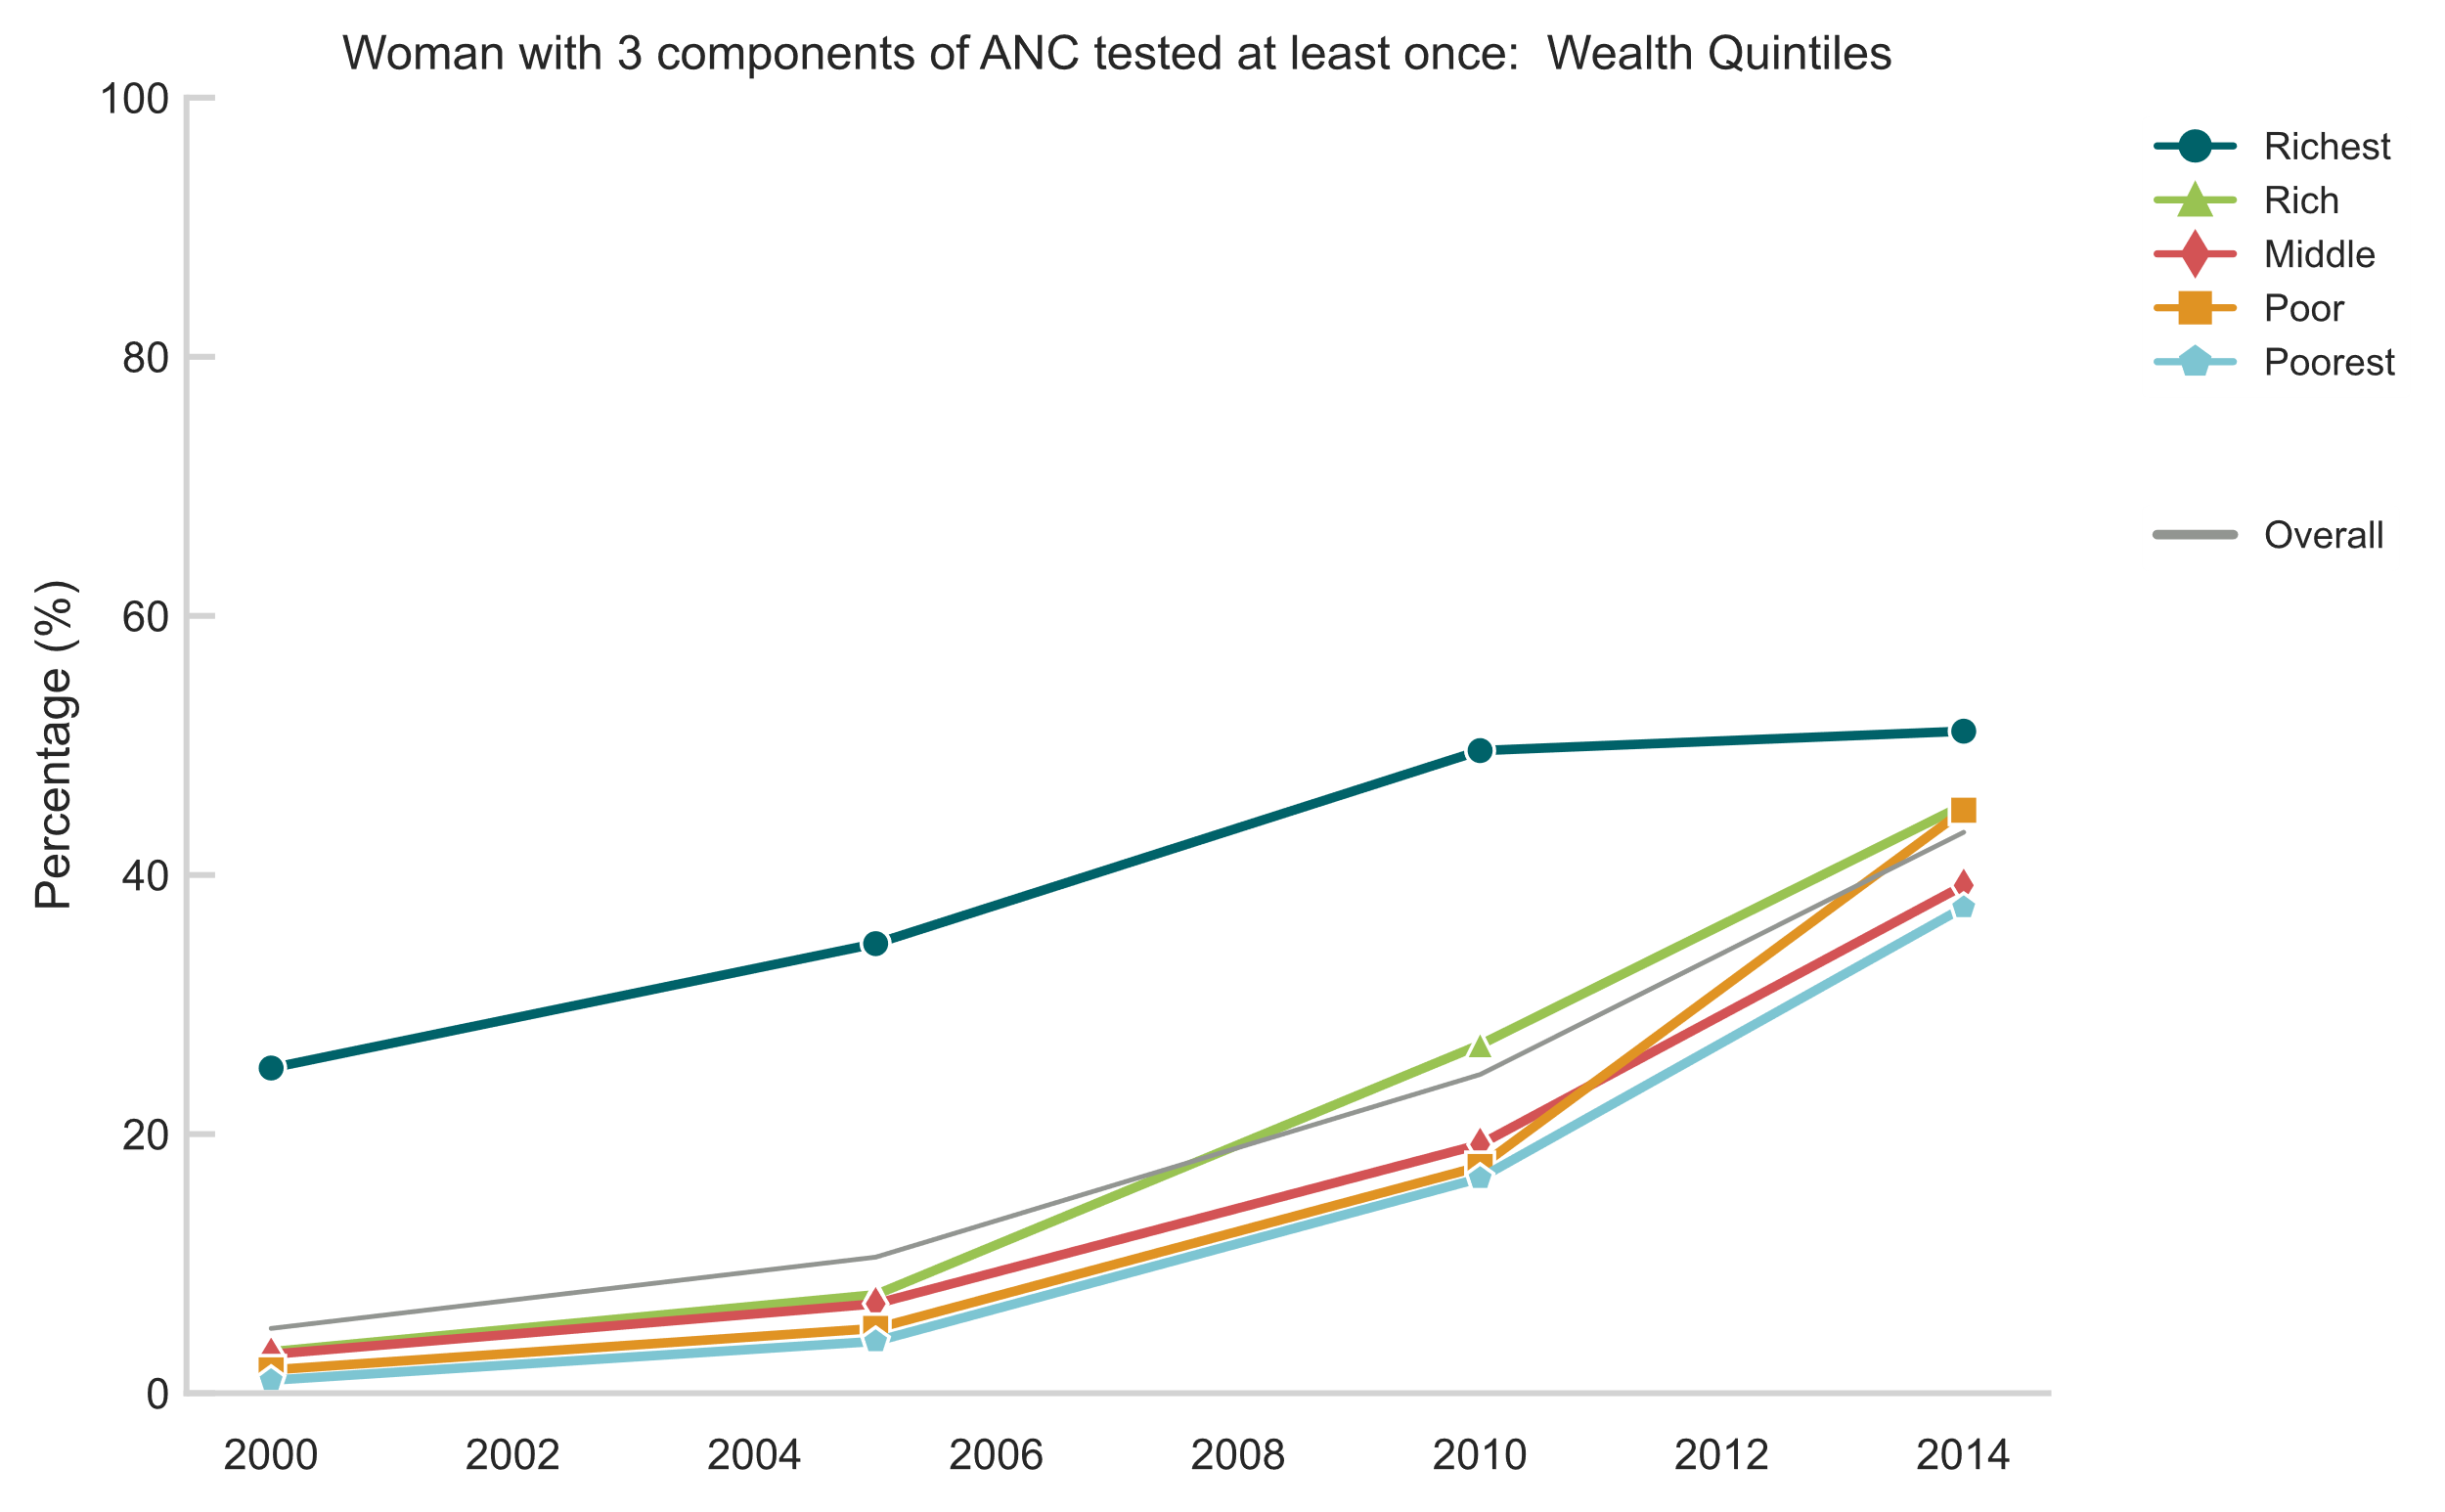 Woman with 3 components of ANC tested at least once:  Wealth Quintiles
100
80
60
40
20
0
Percentage (%)
2000 2002 2004 2006 2008 2010 2012 2014
Richest
Rich
Middle
Poor
Poorest
Overall